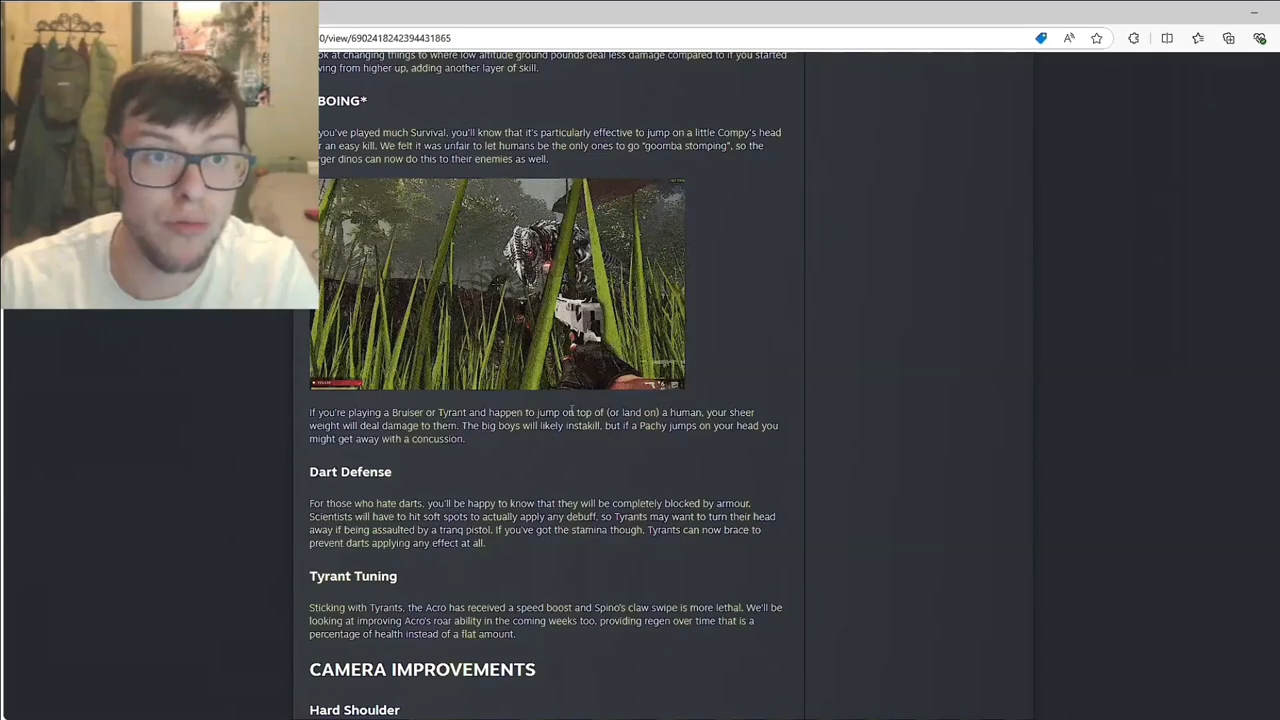 0/view/6902418242394431865
ok at changing things to where low altitude ground pounds deal less damage compared to if you started
ving from higher up, adding another layer of skill.
BOING*
you've played much Survival, you'll know that it's particularly effective to jump on a little Compy's head
r an easy kill. We felt it was unfair to let humans be the only ones to go "goomba stomping", so the
rger dinos can now do this to their enemies as well.
If you're playing a Bruiser or Tyrant and happen to jump on top of (or land on) a human, your sheer
weight will deal damage to them. The big boys will likely instakill, but if a Pachy jumps on your head you
might get away with a concussion.
Dart Defense
For those who hate darts, you'll be happy to know that they will be completely blocked by armour.
Scientists will have to hit soft spots to actually apply any debuff, so Tyrants may want to turn their head
away if being assaulted by a tranq pistol. If you've got the stamina though, Tyrants can now brace to
prevent darts applying any effect at all.
Tyrant Tuning
Sticking with Tyrants, the Acro has received a speed boost and Spino's claw swipe is more lethal. We'll be
looking at improving Acro's roar ability in the coming weeks too, providing regen over time that is a
percentage of health instead of a flat amount.
CAMERA IMPROVEMENTS
Hard Shoulder